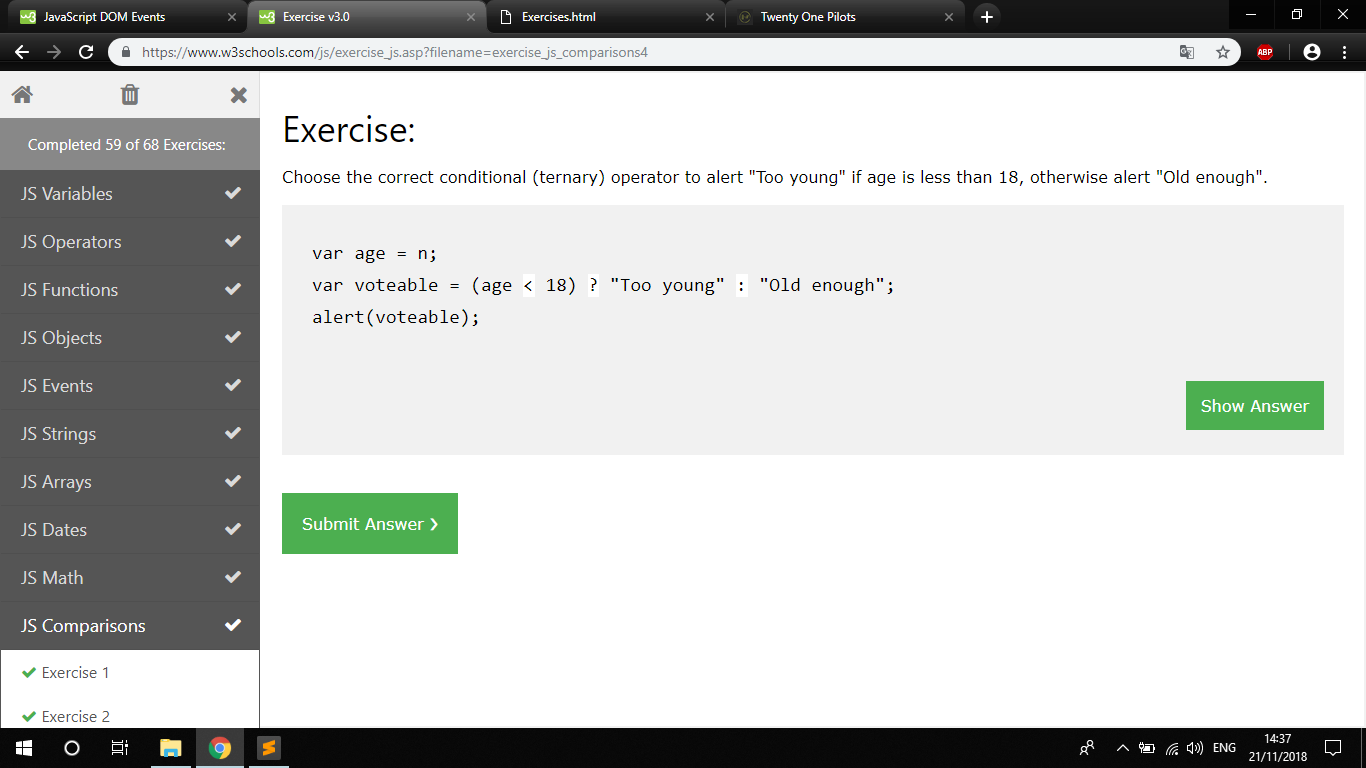 JavaScript DOM Events
Exercise v3.0
Exercises.html
Twenty One Pilots
https://www.w3schools.com/js/exercise_js.asp?filename=exercise_js_comparisons4
ABP
Completed 59 of 68 Exercises:
JS Variables
JS Operators
JS Functions
JS Objects
JS Events
JS Strings
JS Arrays
JS Dates
JS Math
JS Comparisons
Exercise 1
Exercise 2
Exercise:
Choose the correct conditional (ternary) operator to alert "Too young" if age is less than 18, otherwise alert "Old enough".
var age = n;
var voteable = (age < 18) ? "Too young" : "Old enough";
alert(voteable);
Show Answer
Submit Answer ❯
ENG
14:37
21/11/2018